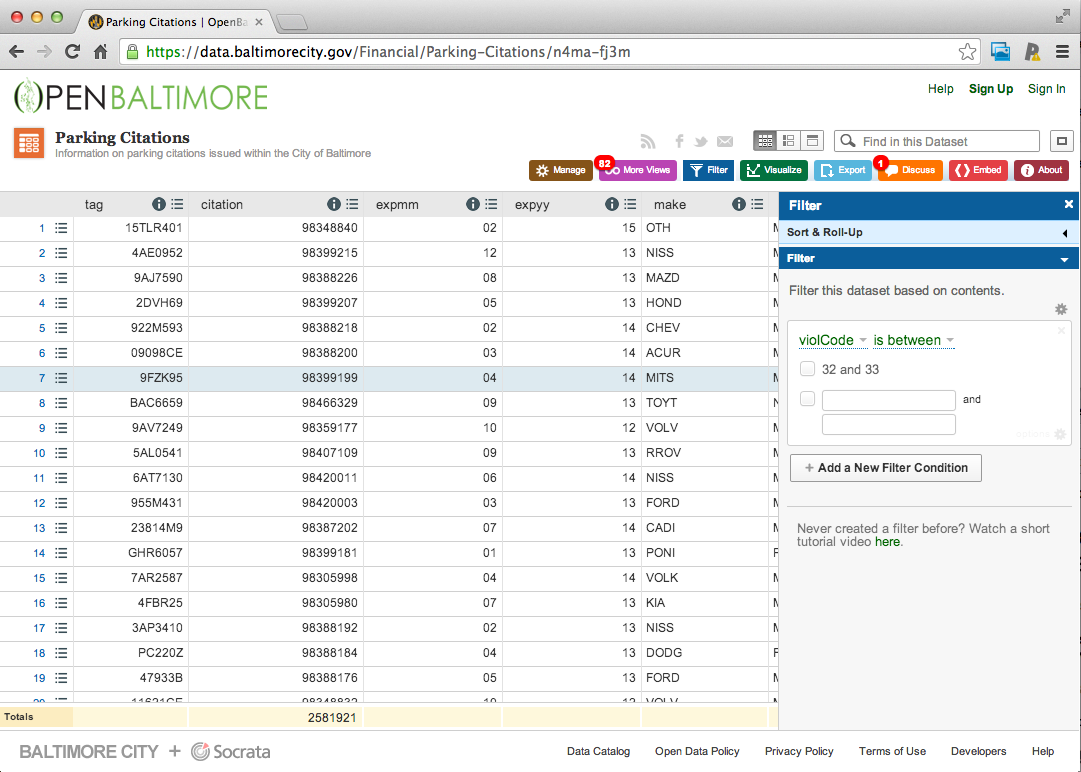 Parking Citations | OpenBa
https://data.baltimorecity.gov/Financial/Parking-Citations/n4ma-fj3m
OPENBALTIMORE
Help Sign Up Sign In
Parking Citations
Information on parking citations issued within the City of Baltimore
Find in this Dataset
Manage 82 More Views Filter Visualize Export 1 Discuss Embed About
tag citation expmm expyy make
1 15TLR401 98348840 02 15 OTH
2 4AE0952 98399215 12 13 NISS
3 9AJ7590 98388226 08 13 MAZD
4 2DVH69 98399207 05 13 HOND
5 922M593 98388218 02 14 CHEV
6 09098CE 98388200 03 14 ACUR
7 9FZK95 98399199 04 14 MITS
8 BAC6659 98466329 09 13 TOYT
9 9AV7249 98359177 10 12 VOLV
10 5AL0541 98407109 09 13 RROV
11 6AT7130 98420011 06 14 NISS
12 955M431 98420003 03 13 FORD
13 23814M9 98387202 07 14 CADI
14 GHR6057 98399181 01 13 PONI
15 7AR2587 98305998 04 14 VOLK
16 4FBR25 98305980 07 13 KIA
17 3AP3410 98388192 02 13 NISS
18 PC220Z 98388184 04 13 DODG
19 47933B 98388176 05 13 FORD
Totals 2581921
Filter
Sort & Roll-Up
Filter
Filter this dataset based on contents.
violCode is between
32 and 33
and
options
+ Add a New Filter Condition
Never created a filter before? Watch a short
tutorial video here.
BALTIMORE CITY + Socrata
Data Catalog Open Data Policy Privacy Policy Terms of Use Developers Help